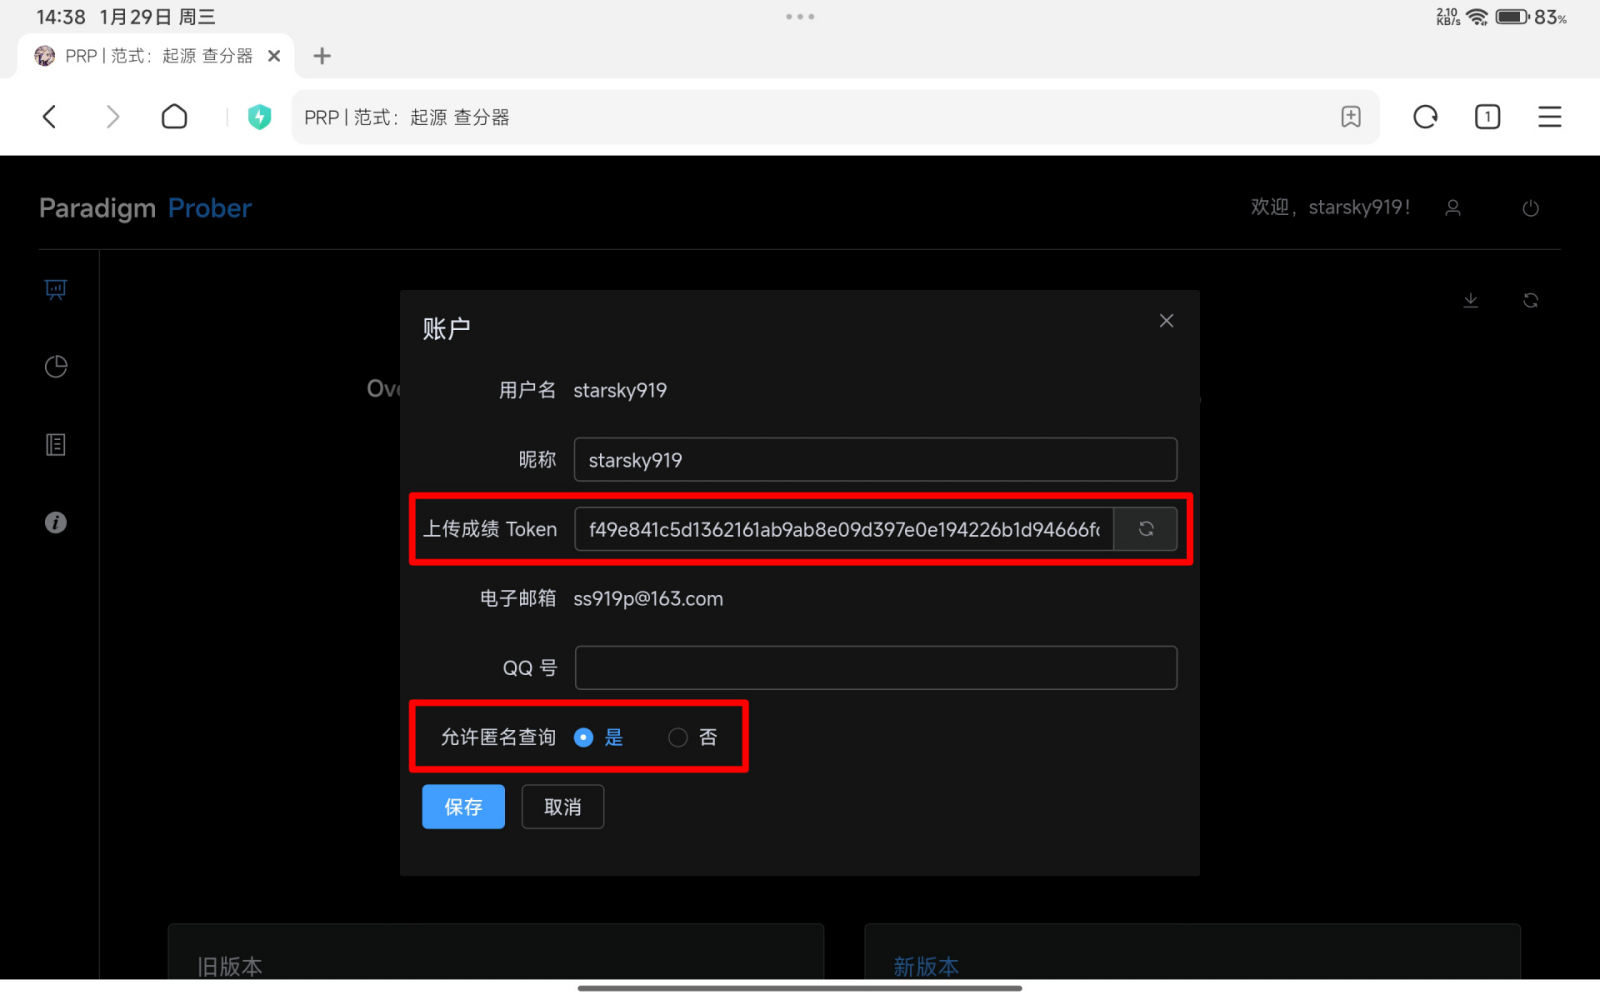 14:38 1月29日 周三
2.10 KB/s 83%
PRP | 范式：起源 查分器
PRP | 范式：起源 查分器
1
Paradigm Prober
欢迎，starsky919！
账户
Ove
用户名 starsky919
昵称 starsky919
上传成绩 Token f49e841c5d1362161ab9ab8e09d397e0e194226b1d94666f
电子邮箱 ss919p@163.com
QQ 号
允许匿名查询 是 否
保存 取消
旧版本 新版本